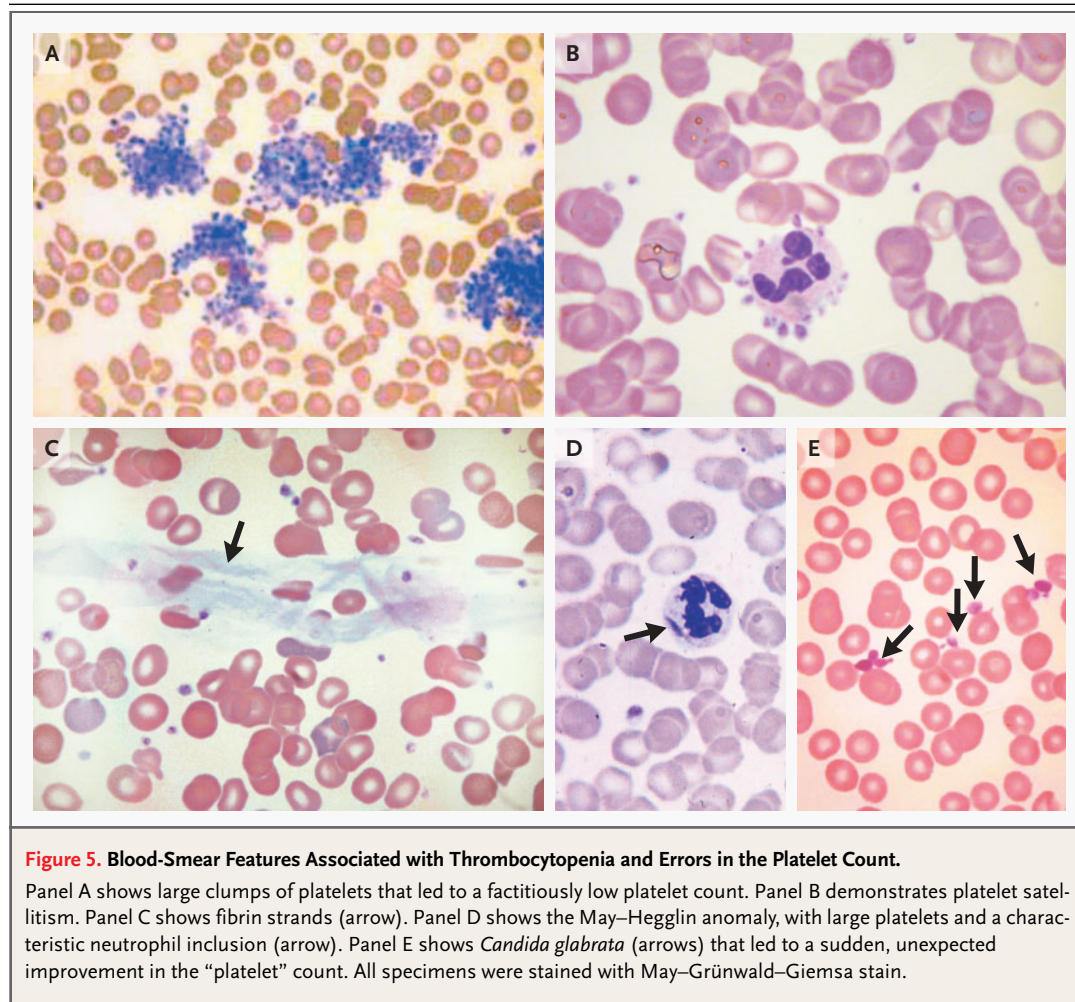 A
B
C
D
E
Figure 5. Blood-Smear Features Associated with Thrombocytopenia and Errors in the Platelet Count.
Panel A shows large clumps of platelets that led to a factitiously low platelet count. Panel B demonstrates platelet satel-
litism. Panel C shows fibrin strands (arrow). Panel D shows the May–Hegglin anomaly, with large platelets and a charac-
teristic neutrophil inclusion (arrow). Panel E shows Candida glabrata (arrows) that led to a sudden, unexpected
improvement in the “platelet” count. All specimens were stained with May–Grünwald–Giemsa stain.